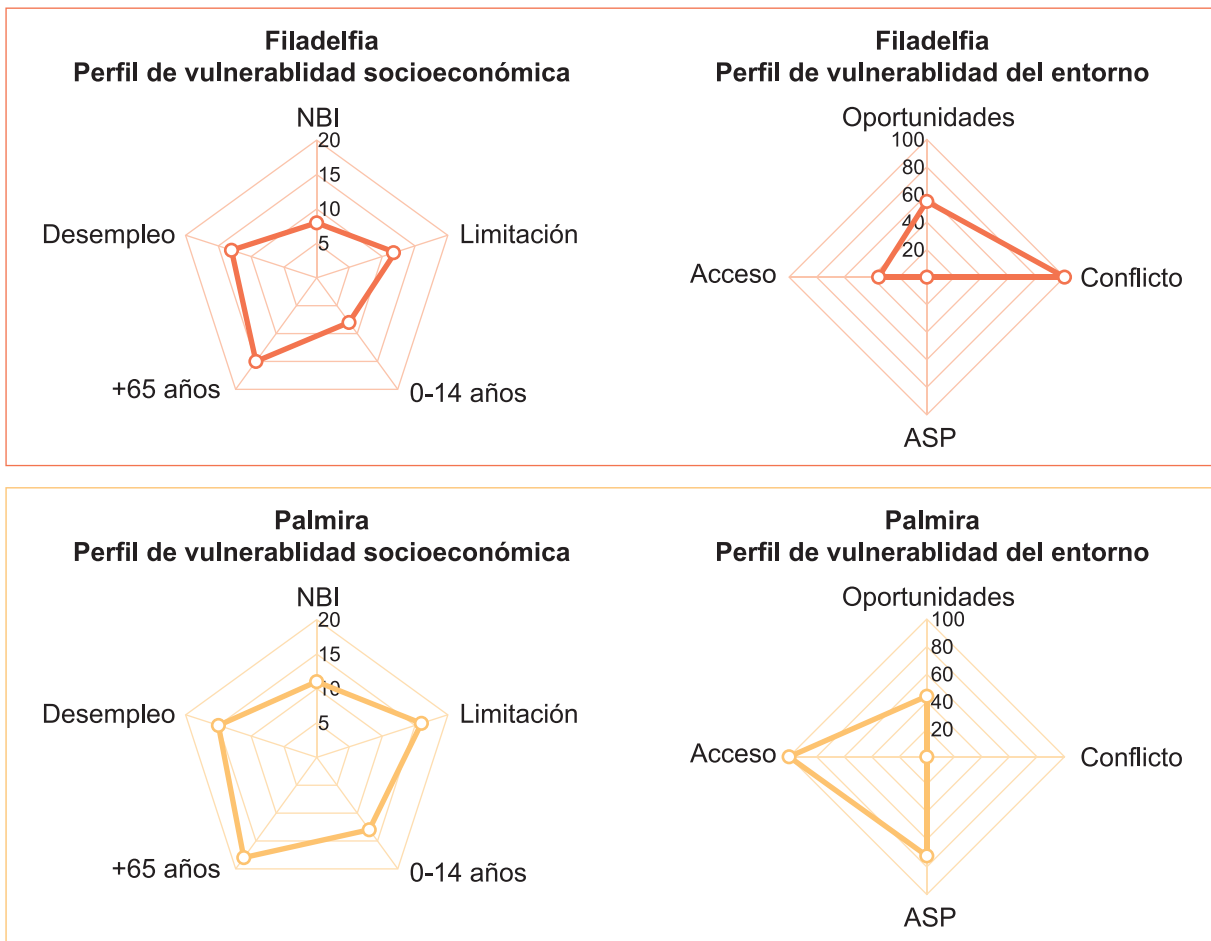 Filadelfia
Perfil de vulnerablidad socioeconómica
NBI
20
15
10
5
Desempleo
Limitación
+65 años
0-14 años
Filadelfia
Perfil de vulnerablidad del entorno
Oportunidades
100
80
60
40
20
Acceso
Conflicto
ASP
Palmira
Perfil de vulnerablidad socioeconómica
NBI
20
15
10
5
Desempleo
Limitación
+65 años
0-14 años
Palmira
Perfil de vulnerablidad del entorno
Oportunidades
100
80
60
40
20
Acceso
Conflicto
ASP